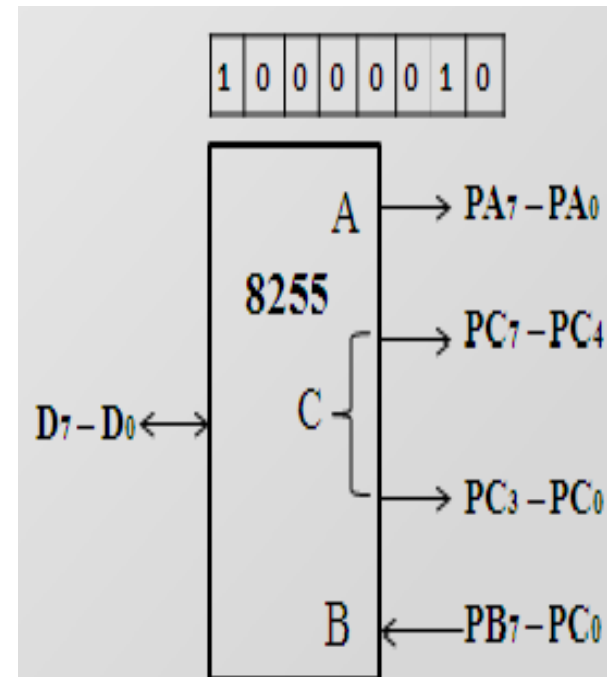 1 0 0 0 0 0 1 0
A PA7-PA0
8255
PC7-PC4
C
D7-D0
PC3-PC0
B PB7-PC0